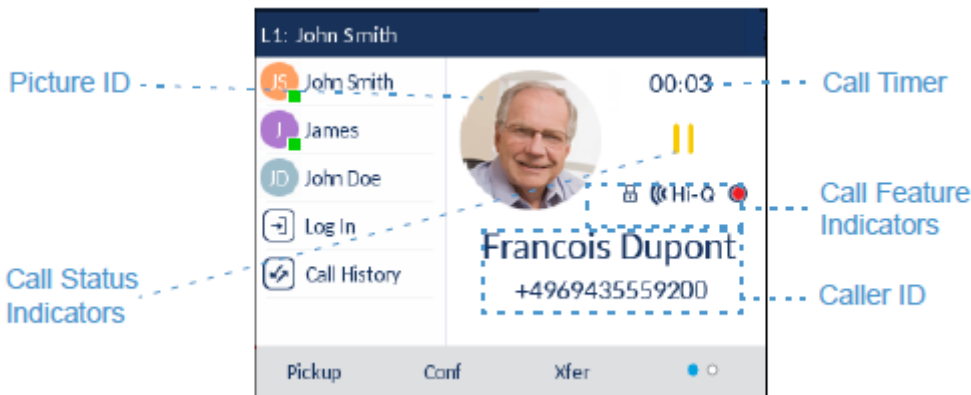 L1: John Smith
Picture ID
JS John Smith
00:03
Call Timer
J James
JD John Doe
Hi-Q
Call Feature
Indicators
Log In
Francois Dupont
Call Status
Indicators
Call History
+4969435559200
Caller ID
Pickup Conf Xfer